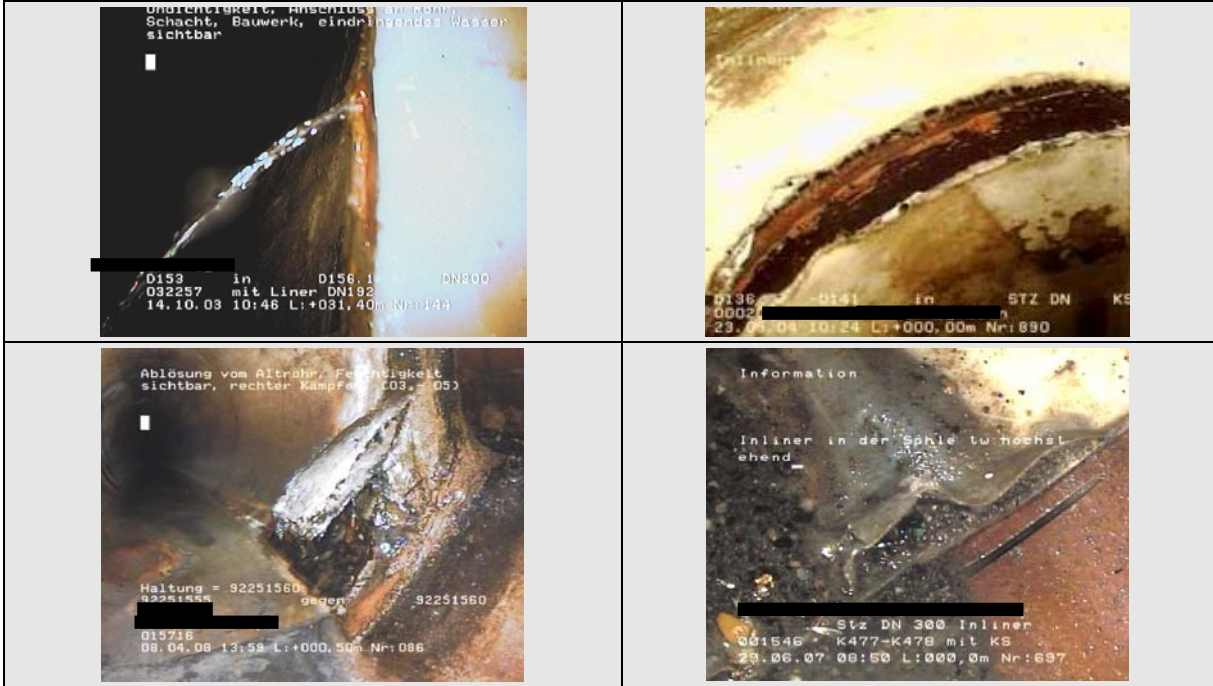 Undichtigkeit, Anschluss an Rohr,
Schacht, Bauwerk, eindringendes Wasser
sichtbar
D153 in D156.1 DN200
032257 mit Liner DN192
14.10.03 10:46 L:+031,40m Nr:144
D136 -D141 in STZ DN KS
0002
23.09.04 10:24 L:+000,00m Nr:890
Ablösung vom Altrohr, Feuchtigkeit
sichtbar, rechter Kämpfer (03 - 05)
Haltung = 92251560
92251555 gegen 92251560
015716
08.04.08 13:59 L:+000,50m Nr:086
Information
Inliner in der Sohle tw hochst
ehend_
Stz DN 300 Inliner
001546 K477-K478 mit KS
29.06.07 08:50 L:000,0m Nr:697